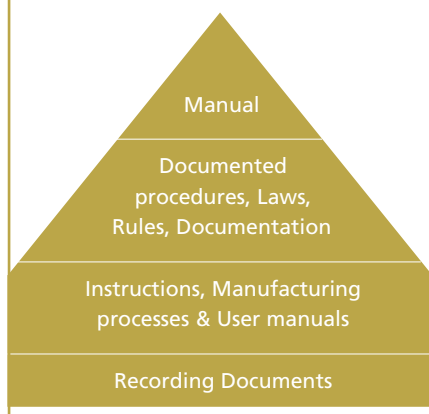 Manual
Documented
procedures, Laws,
Rules, Documentation
Instructions, Manufacturing
processes & User manuals
Recording Documents